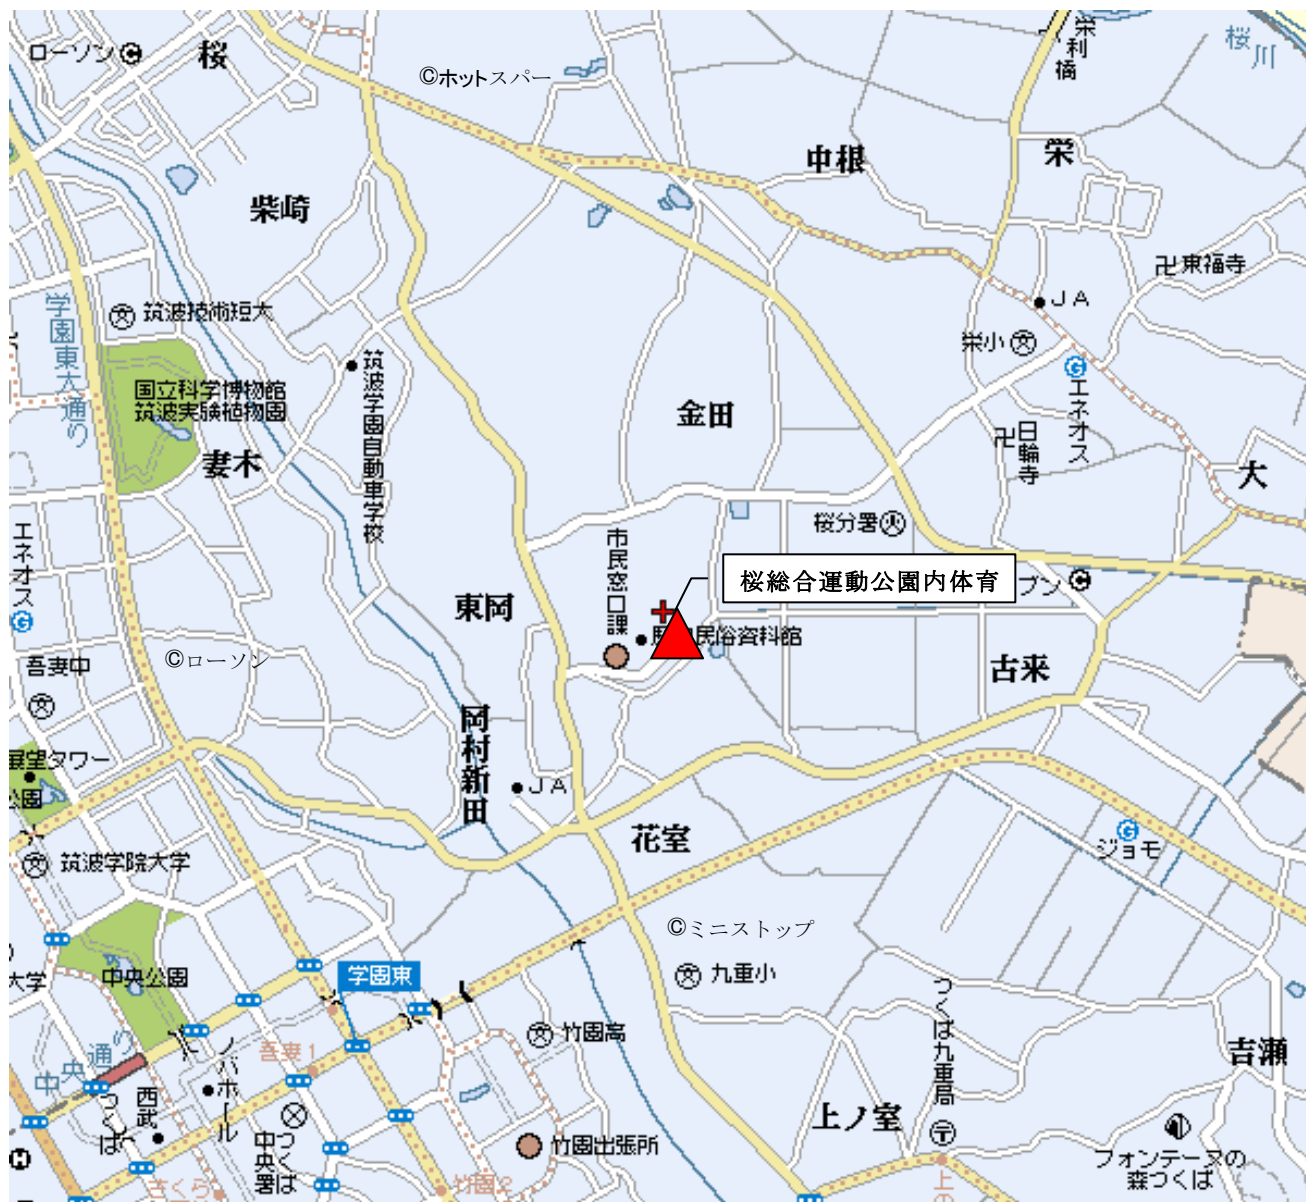 ローソン
桜
©ホットスパー
栄利橋
桜川
中根
栄
柴崎
卍東福寺
筑波技術短大
学園東大通り
JA
栄小
国立科学博物館
筑波実験植物園
筑波学園自動車学校
エネオス
金田
卍日輪寺
妻木
大
エネオス
桜分署
市民窓口課
桜総合運動公園内体育
ブン
東岡
民俗資料館
©ローソン
吾妻中
古来
岡村新田
展望タワー
公園
JA
花室
ジョモ
筑波学院大学
©ミニストップ
大学
中央公園
学園東
九重小
つくば九重局
竹園高
中央通り
吾妻1
ノバホール
西武
つくば
吉瀬
上ノ室
つくば
中央署
竹園出張所
フォンテーヌの
森つくば
さくら
竹園2
上の